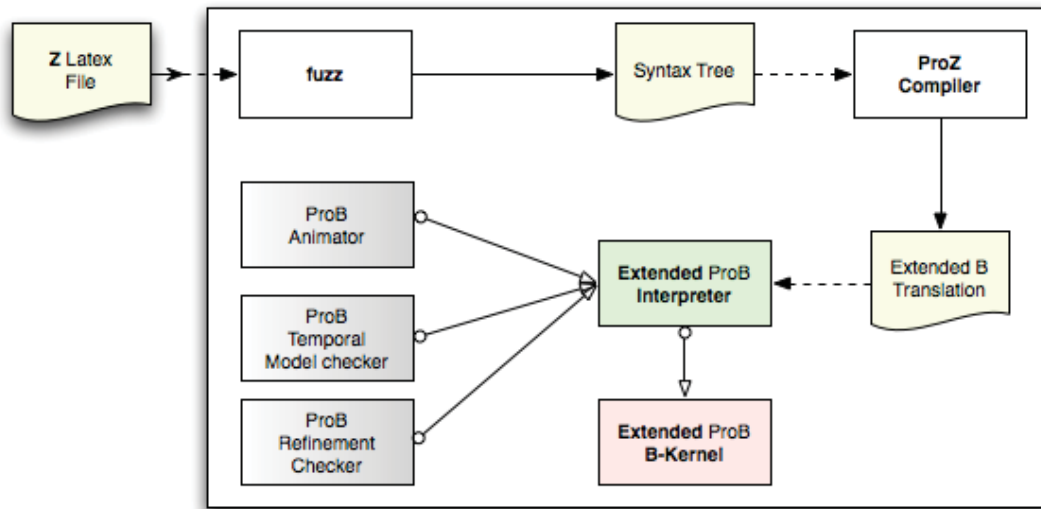 Z Latex
File
fuzz
Syntax Tree
ProZ
Compiler
ProB
Animator
ProB
Temporal
Model checker
ProB
Refinement
Checker
Extended ProB
Interpreter
Extended B
Translation
Extended ProB
B-Kernel